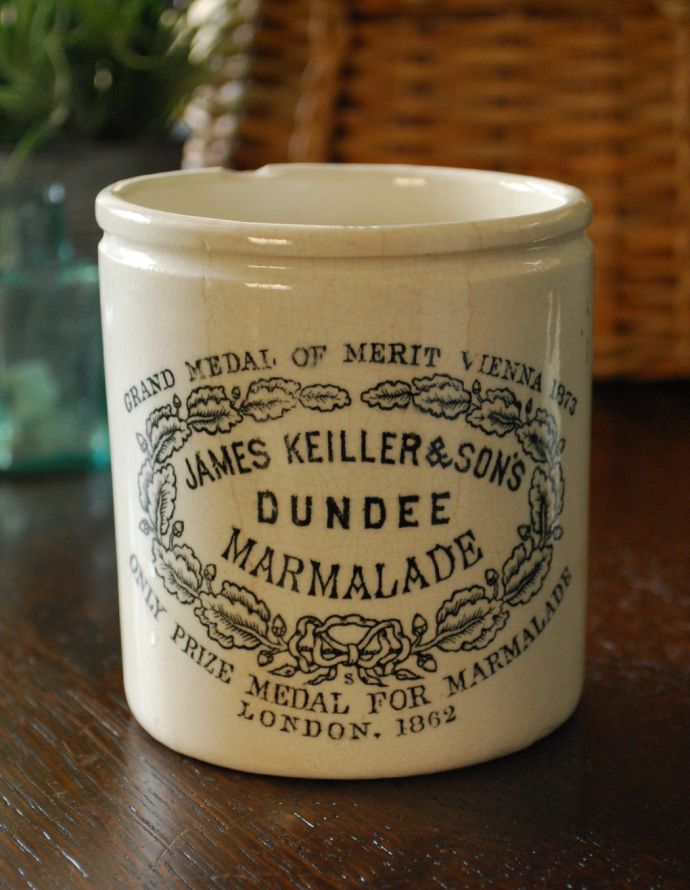 GRAND MEDAL OF MERIT VIENNA 1873
JAMES KEILLER & SON'S
DUNDEE
MARMALADE
S
ONLY PRIZE MEDAL FOR MARMALADE
LONDON. 1862